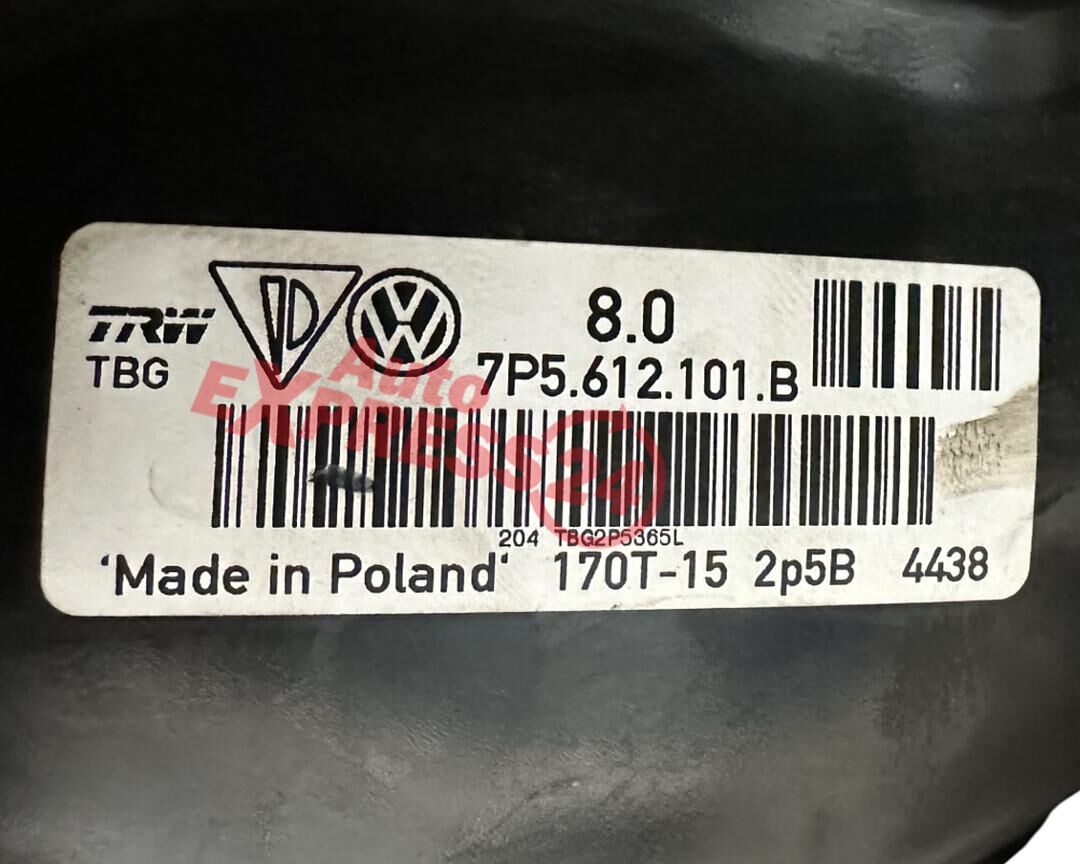 TRW
TBG
8.0
7P5.612.101.B
Auto
EXPRESS24
204 TBG2P5365L
'Made in Poland' 170T-15 2p5B 4438